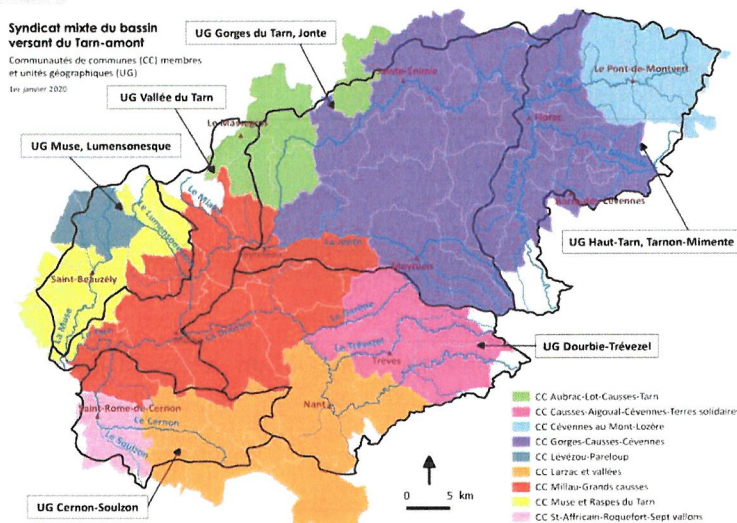 Syndicat mixte du bassin
versant du Tarn-amont
Communautés de communes (CC) membres
et unités géographiques (UG)
1er janvier 2020
UG Gorges du Tarn, Jonte
UG Vallée du Tarn
UG Muse, Lumensonesque
Sainte-Enimie
Le Pont-de-Montvert
Le Massegros
Florac
Barre-des-Cévennes
UG Haut-Tarn, Tarnon-Mimente
Le Lumensonesque
La Jonte
Meyrueis
Saint-Beauzély
La Muse
La Dourbie
Le Trévezel
Trèves
UG Dourbie-Trévezel
Nant
Saint-Rome-de-Cernon
Le Cernon
Le Soulzon
UG Cernon-Soulzon
CC Aubrac-Lot-Causses-Tarn
CC Causses-Aigoual-Cévennes-Terres solidaires
CC Cévennes au Mont-Lozère
CC Gorges-Causses-Cévennes
CC Lévézou-Pareloup
CC Larzac et vallées
CC Millau-Grands causses
CC Muse et Raspes du Tarn
CC St-Affricain-Roquefort-Sept vallons
0 5 km